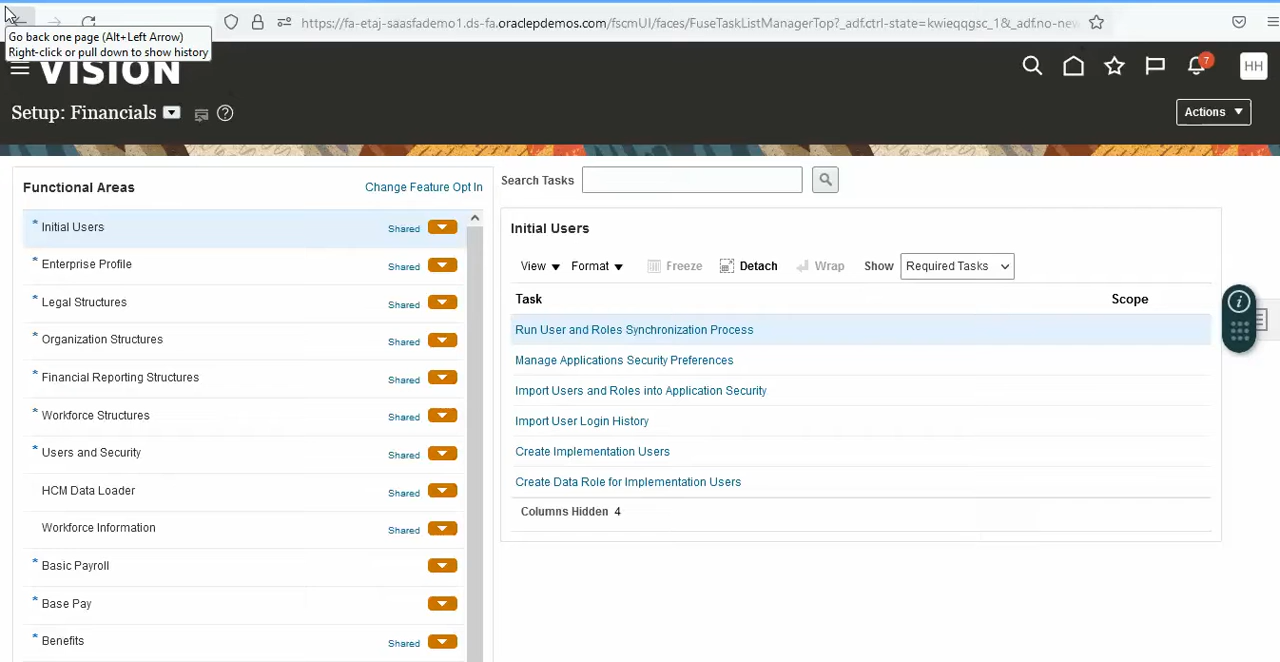 https://fa-etaj-saasfademo1.ds-fa.oraclepdemos.com/fscmUI/faces/FuseTaskListManagerTop?_adf.ctrl-state=kwieqqgsc_1&_adf.no-new
Go back one page (Alt+Left Arrow)
Right-click or pull down to show history
VISION
7
HH
Setup: Financials
Actions
Functional Areas
Change Feature Opt In
Search Tasks
* Initial Users Shared
* Enterprise Profile Shared
* Legal Structures Shared
* Organization Structures Shared
* Financial Reporting Structures Shared
* Workforce Structures Shared
* Users and Security Shared
HCM Data Loader Shared
Workforce Information Shared
* Basic Payroll
* Base Pay
* Benefits Shared
Initial Users
View Format Freeze Detach Wrap Show Required Tasks
Task Scope
Run User and Roles Synchronization Process
Manage Applications Security Preferences
Import Users and Roles into Application Security
Import User Login History
Create Implementation Users
Create Data Role for Implementation Users
Columns Hidden 4